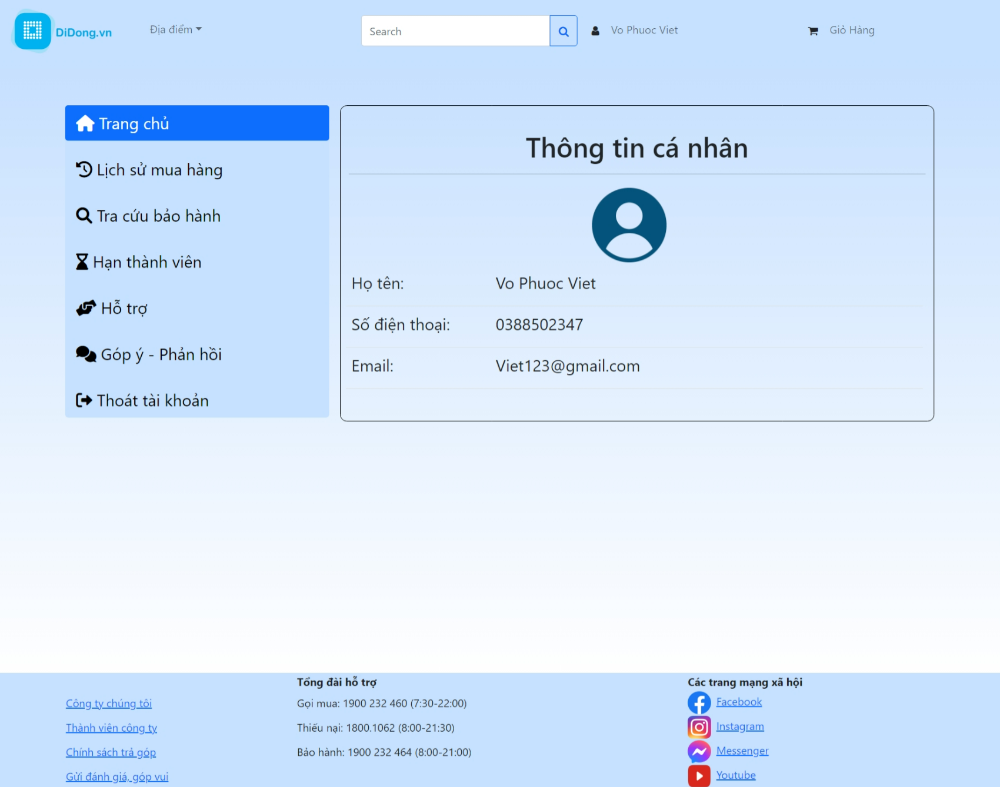 DiDong.vn
Địa điểm
Search
Vo Phuoc Viet
Giỏ Hàng
Trang chủ
Lịch sử mua hàng
Tra cứu bảo hành
Hạn thành viên
Hỗ trợ
Góp ý - Phản hồi
Thoát tài khoản
Thông tin cá nhân
Họ tên: Vo Phuoc Viet
Số điện thoại: 0388502347
Email: Viet123@gmail.com
Công ty chúng tôi
Thành viên công ty
Chính sách trả góp
Gửi đánh giá, góp vui
Tổng đài hỗ trợ
Gọi mua: 1900 232 460 (7:30-22:00)
Thiếu nại: 1800.1062 (8:00-21:30)
Bảo hành: 1900 232 464 (8:00-21:00)
Các trang mạng xã hội
Facebook
Instagram
Messenger
Youtube